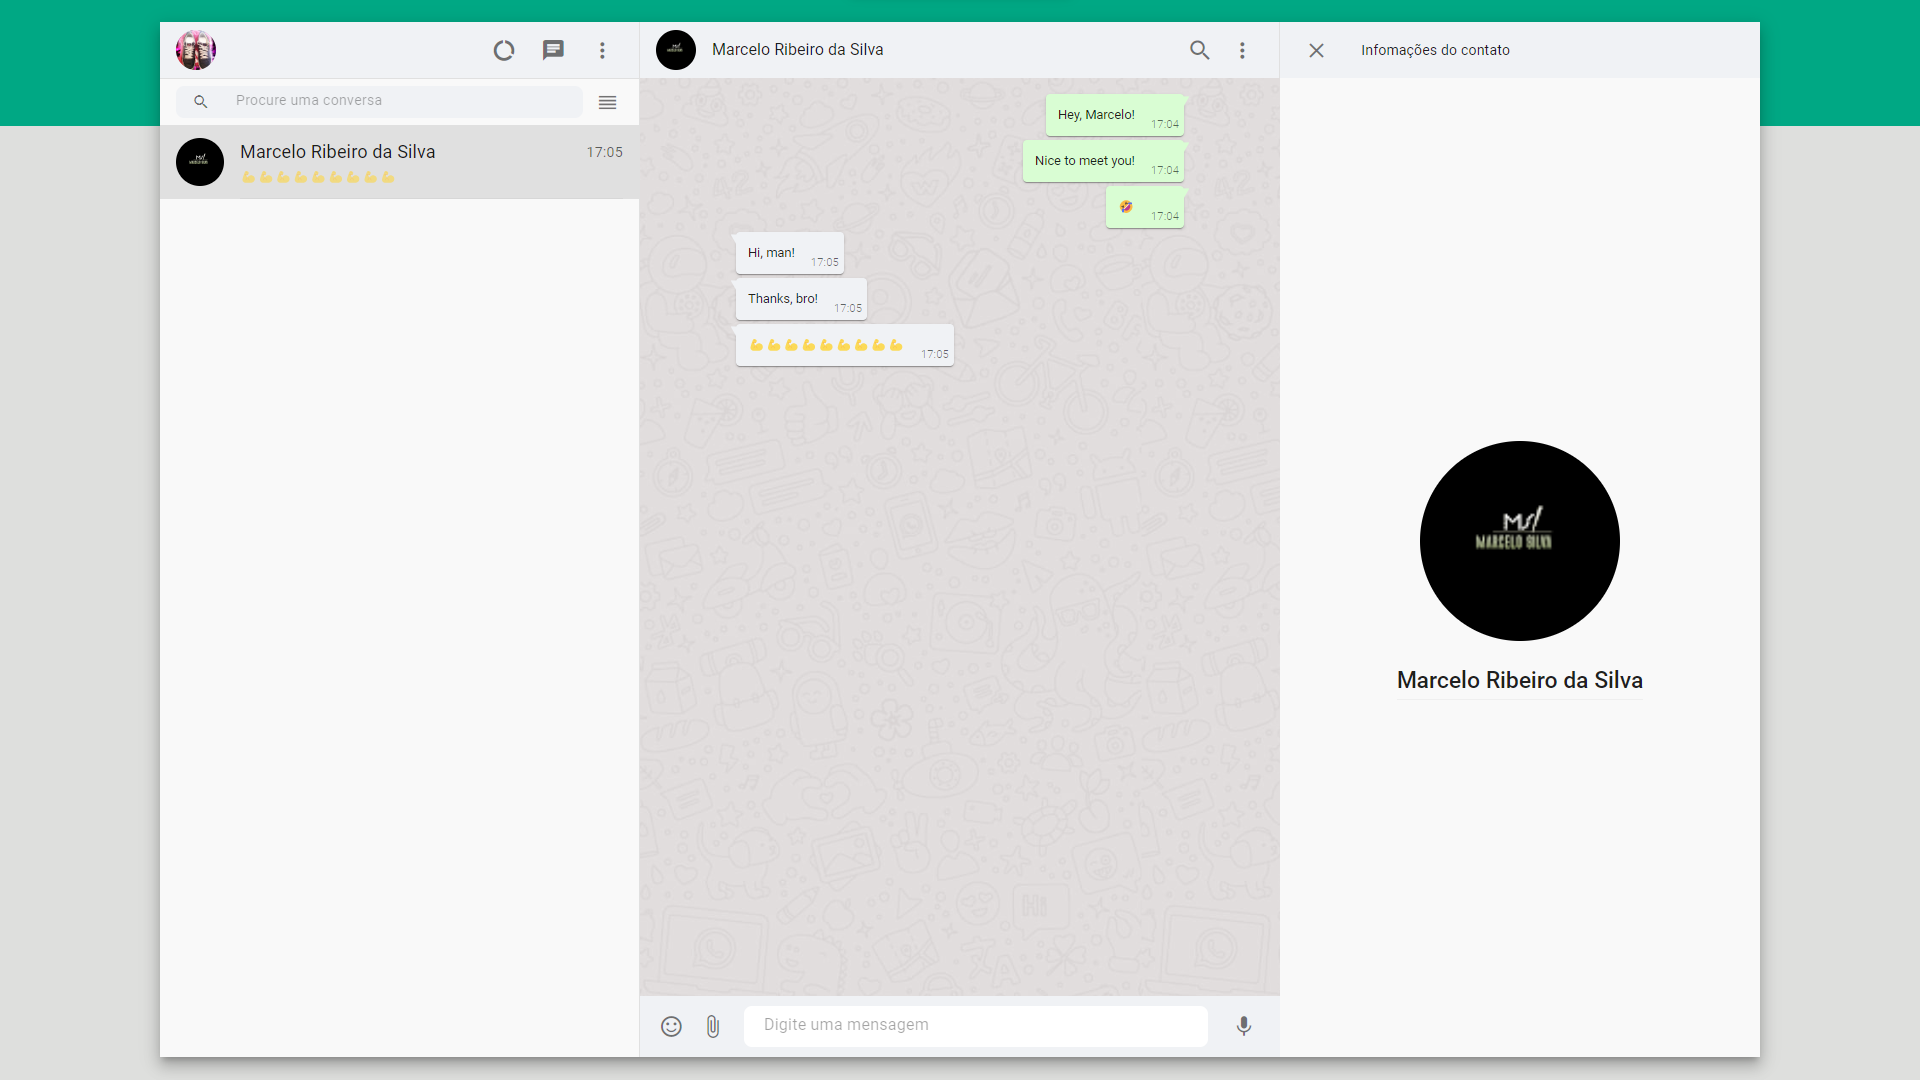 Marcelo Ribeiro da Silva
Infomações do contato
Procure uma conversa
Marcelo Ribeiro da Silva
17:05
💪💪💪💪💪💪💪💪💪
Hey, Marcelo!
17:04
Nice to meet you!
17:04
🤣
17:04
Hi, man!
17:05
Thanks, bro!
17:05
💪💪💪💪💪💪💪💪💪
17:05
MS
MARCELO SILVA
Marcelo Ribeiro da Silva
Hi
Digite uma mensagem